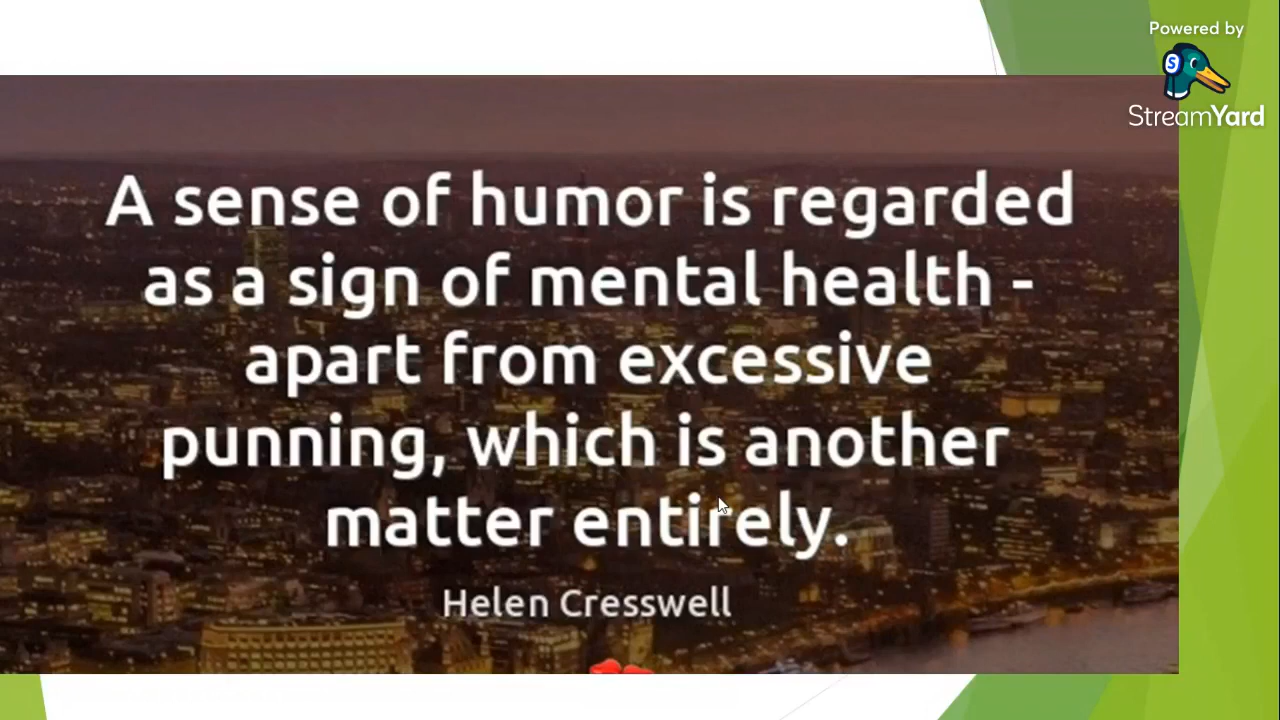 Powered by
S
StreamYard
A sense of humor is regarded
as a sign of mental health -
apart from excessive
punning, which is another
matter entirely.
Helen Cresswell